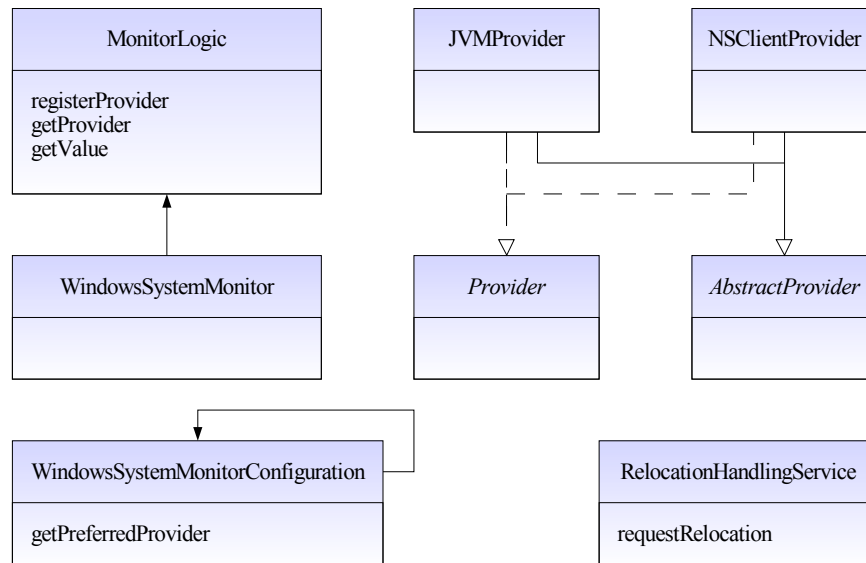 MonitorLogic
registerProvider
getProvider
getValue
JVMProvider
NSClientProvider
WindowsSystemMonitor
Provider
AbstractProvider
WindowsSystemMonitorConfiguration
getPreferredProvider
RelocationHandlingService
requestRelocation